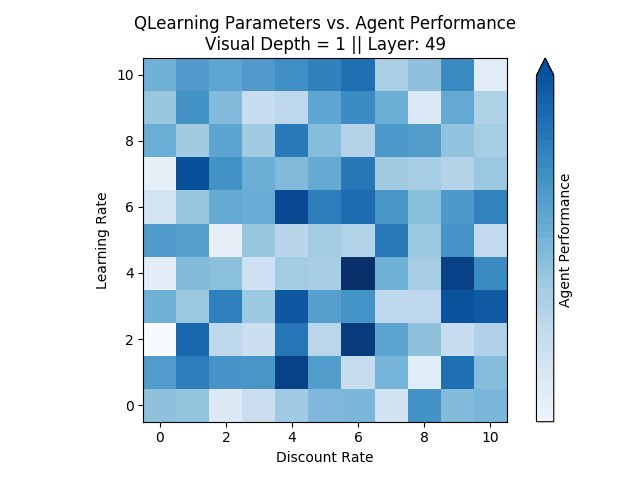 QLearning Parameters vs. Agent Performance
Visual Depth = 1 || Layer: 49
10
8
6
4
2
0
Learning Rate
0 2 4 6 8 10
Discount Rate
Agent Performance